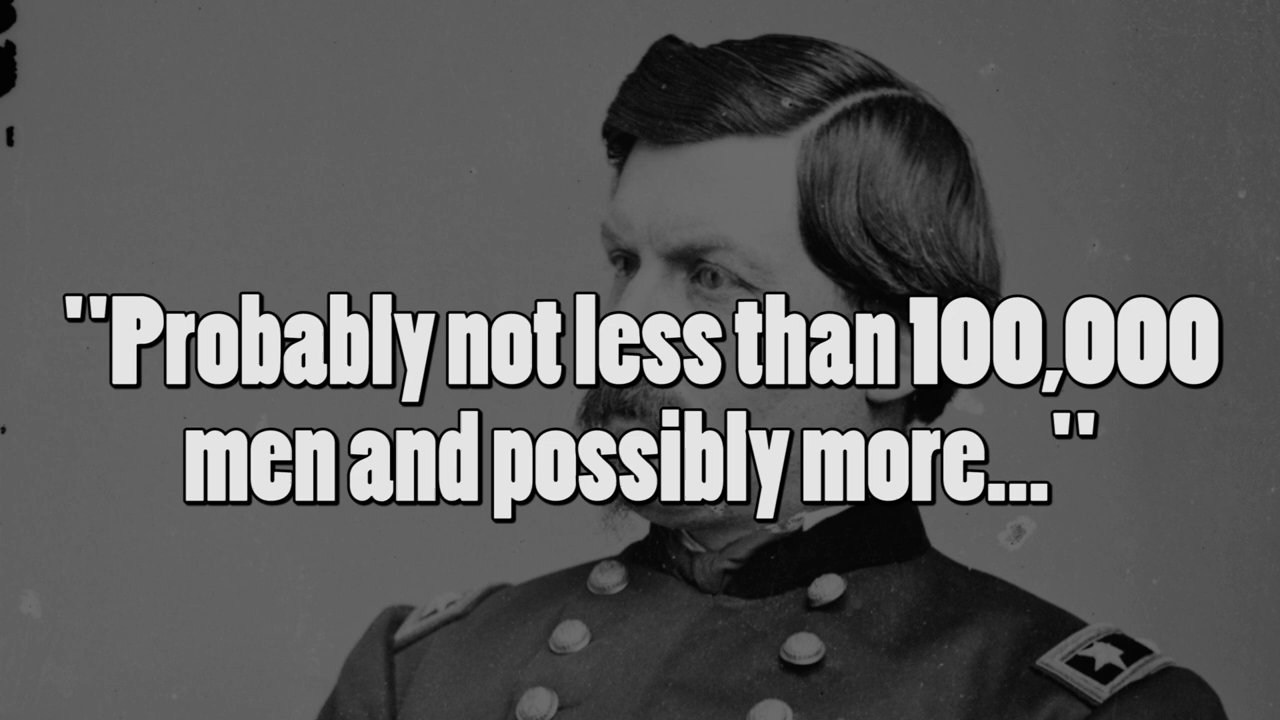 "Probably not less than 100,000
men and possibly more..."